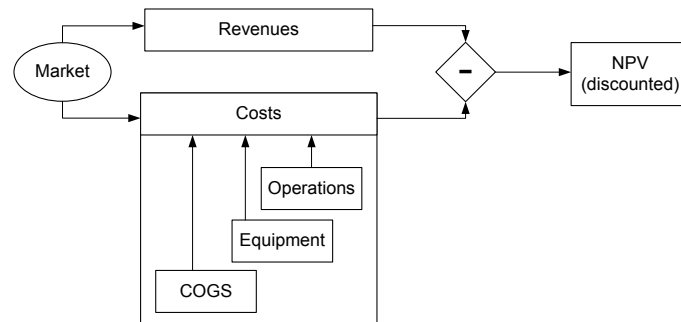 Revenues
Market
-
NPV
(discounted)
Costs
Operations
Equipment
COGS